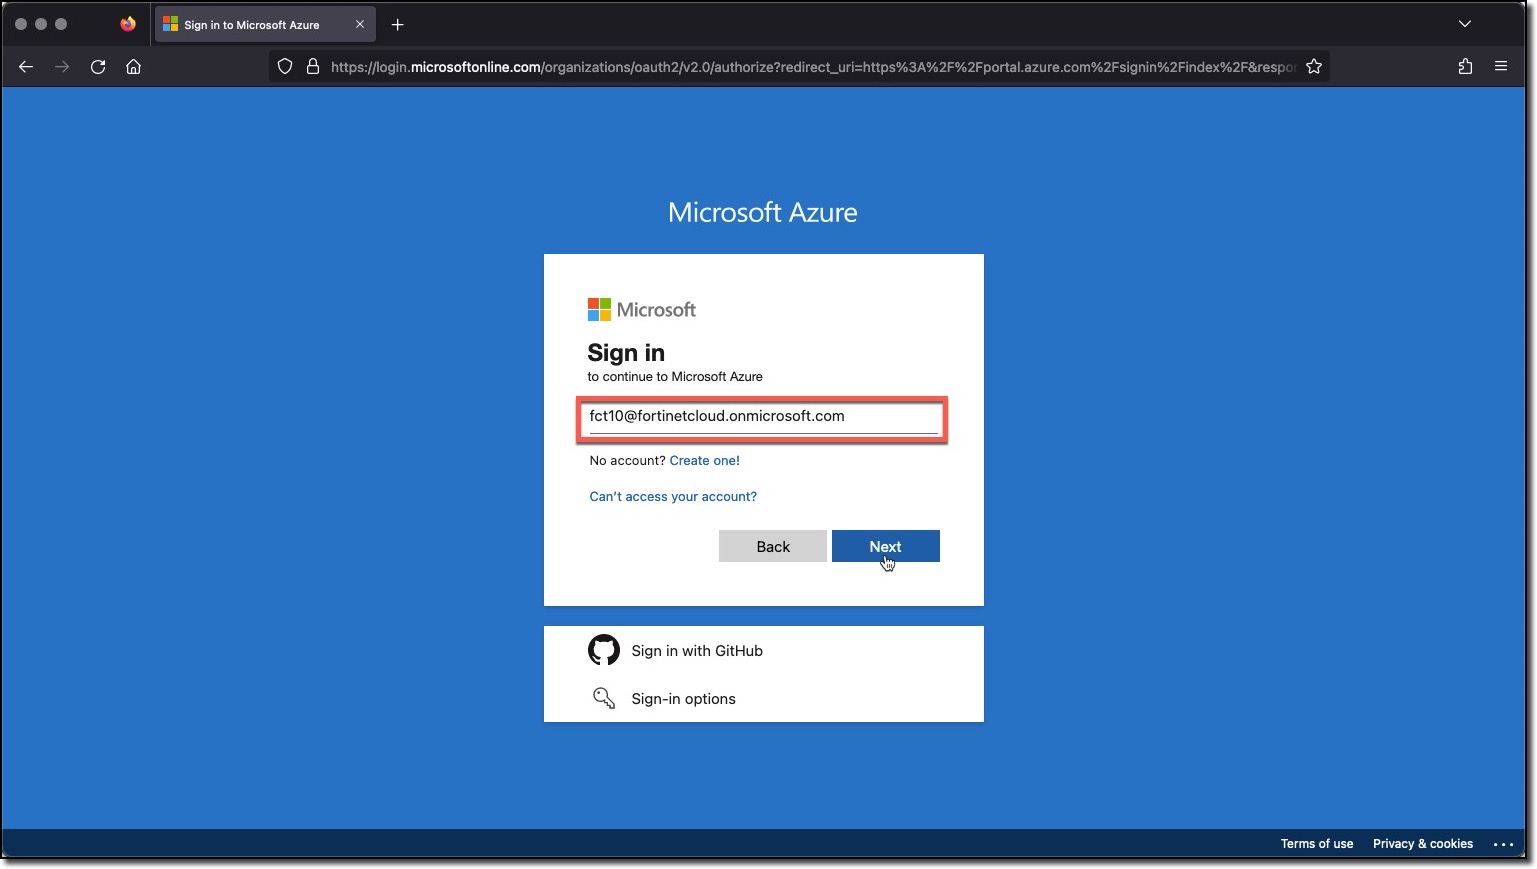 Sign in to Microsoft Azure
https://login.microsoftonline.com/organizations/oauth2/v2.0/authorize?redirect_uri=https%3A%2F%2Fportal.azure.com%2Fsignin%2Findex%2F&respo
Microsoft Azure
Microsoft
Sign in
to continue to Microsoft Azure
fct10@fortinetcloud.onmicrosoft.com
No account? Create one!
Can't access your account?
Back Next
Sign in with GitHub
Sign-in options
Terms of use Privacy & cookies